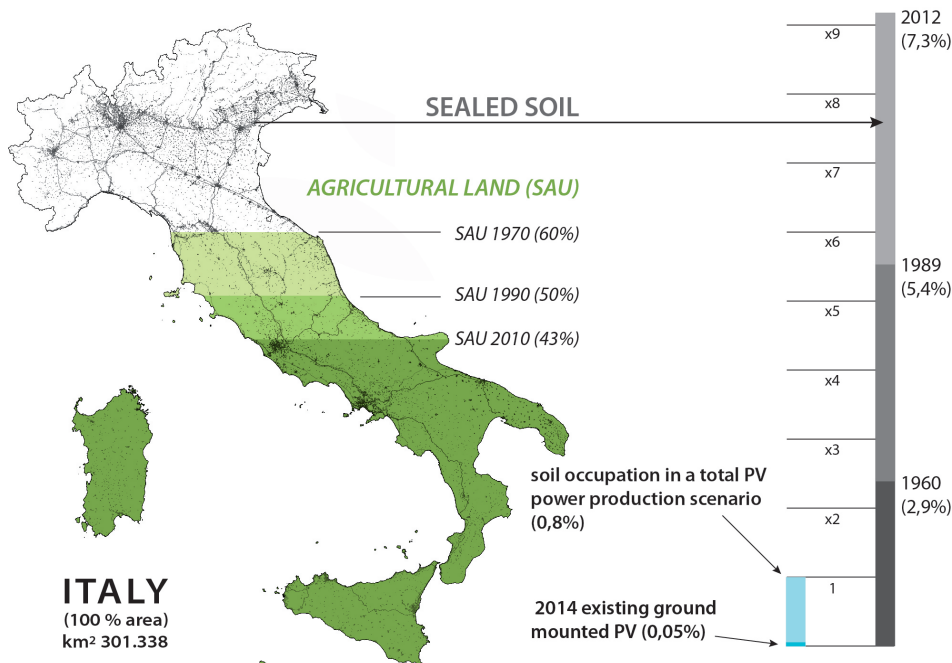 SEALED SOIL
AGRICULTURAL LAND (SAU)
SAU 1970 (60%)
SAU 1990 (50%)
SAU 2010 (43%)
soil occupation in a total PV
power production scenario
(0,8%)
2014 existing ground
mounted PV (0,05%)
ITALY
(100 % area)
km² 301.338
x9
x8
x7
x6
x5
x4
x3
x2
1
2012
(7,3%)
1989
(5,4%)
1960
(2,9%)